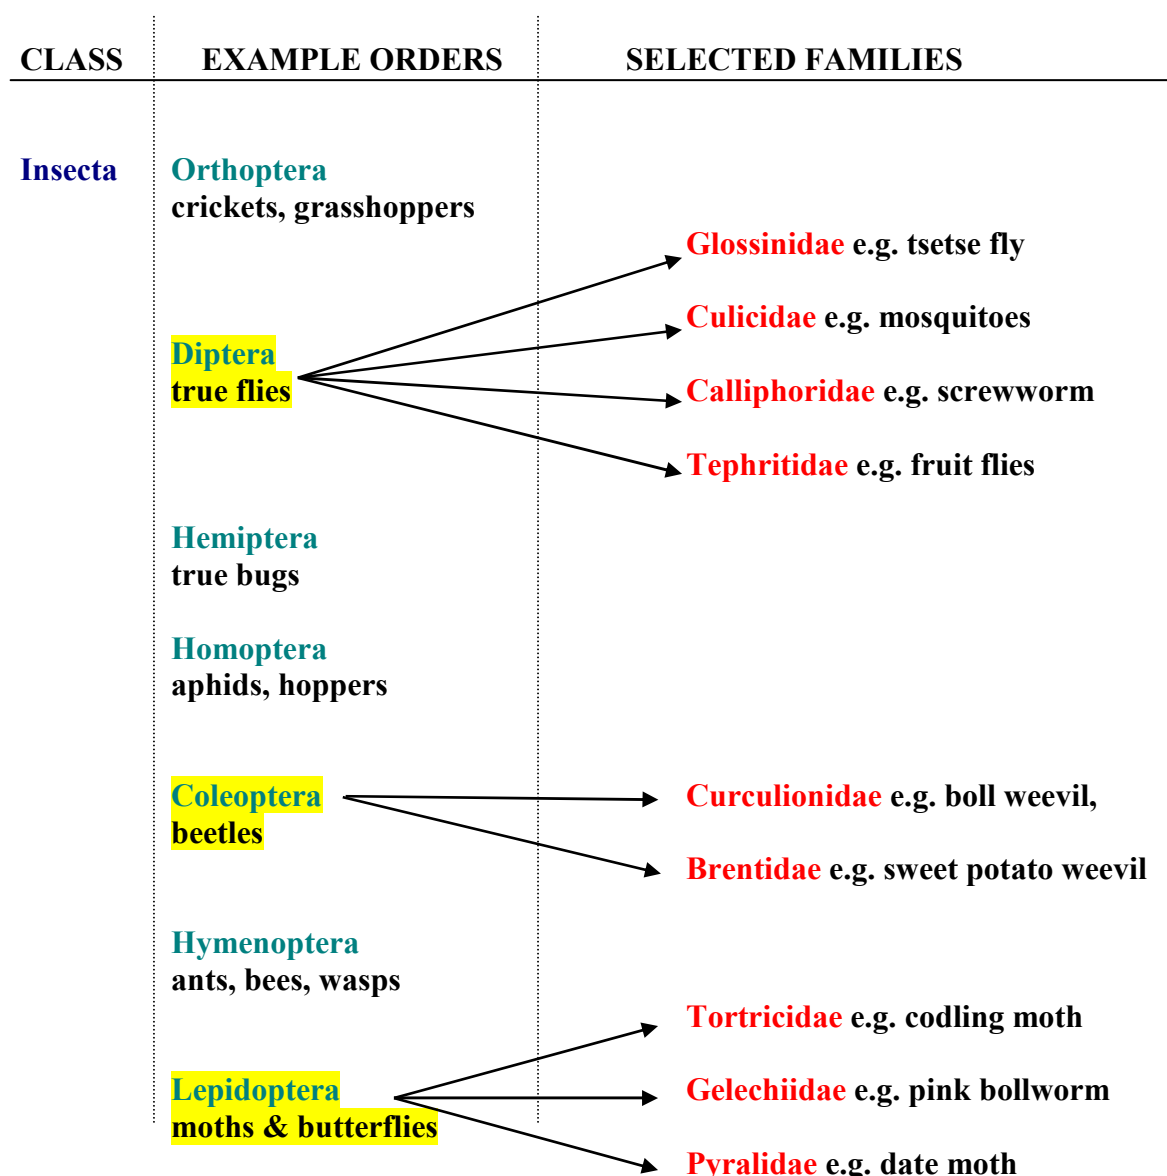 CLASS EXAMPLE ORDERS SELECTED FAMILIES
Insecta Orthoptera
crickets, grasshoppers
Glossinidae e.g. tsetse fly
Culicidae e.g. mosquitoes
Diptera
true flies
Calliphoridae e.g. screwworm
Tephritidae e.g. fruit flies
Hemiptera
true bugs
Homoptera
aphids, hoppers
Coleoptera Curculionidae e.g. boll weevil,
beetles
Brentidae e.g. sweet potato weevil
Hymenoptera
ants, bees, wasps
Tortricidae e.g. codling moth
Lepidoptera Gelechiidae e.g. pink bollworm
moths & butterflies
Pyralidae e.g. date moth